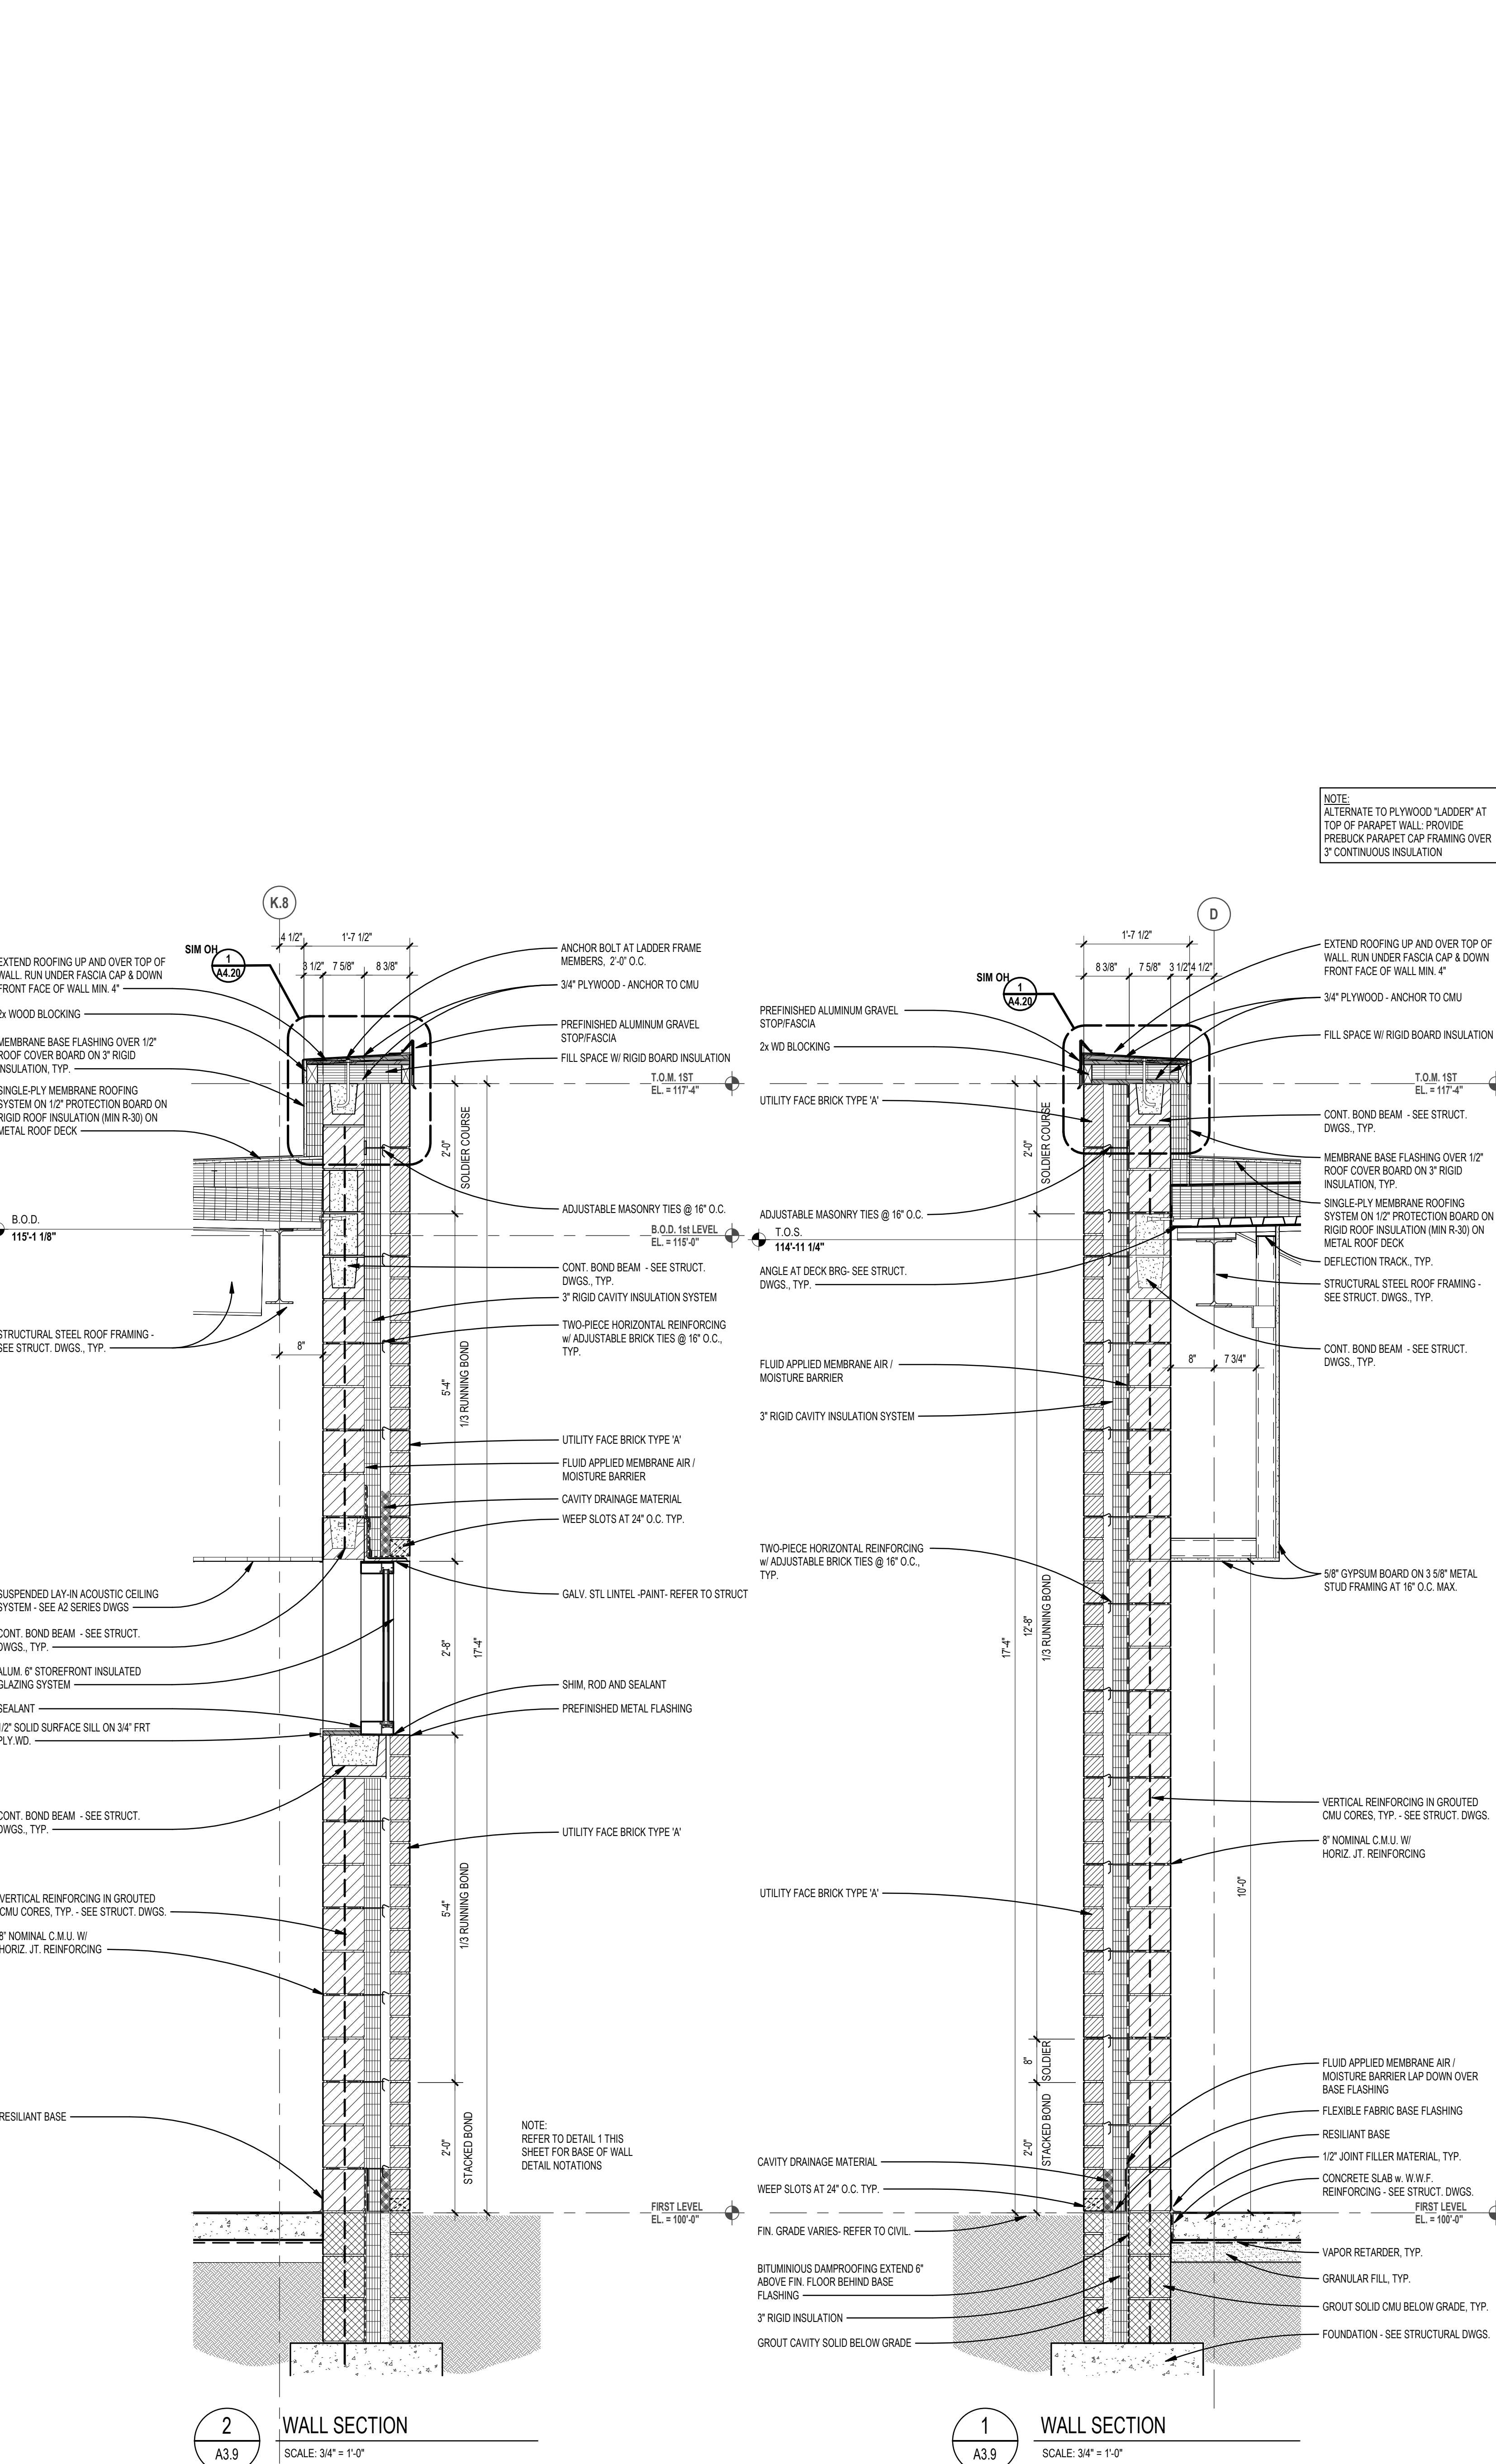 NOTE:
ALTERNATE TO PLYWOOD "LADDER" AT
TOP OF PARAPET WALL: PROVIDE
PREBUCK PARAPET CAP FRAMING OVER
3" CONTINUOUS INSULATION
K.8
4 1/2"
1'-7 1/2"
3 1/2"
7 5/8"
8 3/8"
SIM OH
1
A4.20
EXTEND ROOFING UP AND OVER TOP OF
WALL. RUN UNDER FASCIA CAP & DOWN
FRONT FACE OF WALL MIN. 4"
2x WOOD BLOCKING
MEMBRANE BASE FLASHING OVER 1/2"
ROOF COVER BOARD ON 3" RIGID
INSULATION, TYP.
SINGLE-PLY MEMBRANE ROOFING
SYSTEM ON 1/2" PROTECTION BOARD ON
RIGID ROOF INSULATION (MIN R-30) ON
METAL ROOF DECK
B.O.D.
115'-1 1/8"
STRUCTURAL STEEL ROOF FRAMING -
SEE STRUCT. DWGS., TYP.
8"
SUSPENDED LAY-IN ACOUSTIC CEILING
SYSTEM - SEE A2 SERIES DWGS
CONT. BOND BEAM - SEE STRUCT.
DWGS., TYP.
ALUM. 6" STOREFRONT INSULATED
GLAZING SYSTEM
SEALANT
1/2" SOLID SURFACE SILL ON 3/4" FRT
PLY.WD.
CONT. BOND BEAM - SEE STRUCT.
DWGS., TYP.
VERTICAL REINFORCING IN GROUTED
CMU CORES, TYP. - SEE STRUCT. DWGS.
8" NOMINAL C.M.U. W/
HORIZ. JT. REINFORCING
RESILIANT BASE
ANCHOR BOLT AT LADDER FRAME
MEMBERS, 2'-0" O.C.
3/4" PLYWOOD - ANCHOR TO CMU
PREFINISHED ALUMINUM GRAVEL
STOP/FASCIA
FILL SPACE W/ RIGID BOARD INSULATION
T.O.M. 1ST
EL. = 117'-4"
ADJUSTABLE MASONRY TIES @ 16" O.C.
B.O.D. 1st LEVEL
EL. = 115'-0"
CONT. BOND BEAM - SEE STRUCT.
DWGS., TYP.
3" RIGID CAVITY INSULATION SYSTEM
TWO-PIECE HORIZONTAL REINFORCING
w/ ADJUSTABLE BRICK TIES @ 16" O.C.,
TYP.
UTILITY FACE BRICK TYPE 'A'
FLUID APPLIED MEMBRANE AIR /
MOISTURE BARRIER
CAVITY DRAINAGE MATERIAL
WEEP SLOTS AT 24" O.C. TYP.
GALV. STL LINTEL -PAINT- REFER TO STRUCT
SHIM, ROD AND SEALANT
PREFINISHED METAL FLASHING
UTILITY FACE BRICK TYPE 'A'
2'-0"
SOLDIER COURSE
5'-4"
1/3 RUNNING BOND
2'-8"
17'-4"
5'-4"
1/3 RUNNING BOND
2'-0"
STACKED BOND
NOTE:
REFER TO DETAIL 1 THIS
SHEET FOR BASE OF WALL
DETAIL NOTATIONS
FIRST LEVEL
EL. = 100'-0"
2
A3.9
WALL SECTION
SCALE: 3/4" = 1'-0"
D
1'-7 1/2"
8 3/8"
7 5/8"
3 1/2"
4 1/2"
SIM OH
1
A4.20
PREFINISHED ALUMINUM GRAVEL
STOP/FASCIA
2x WD BLOCKING
UTILITY FACE BRICK TYPE 'A'
ADJUSTABLE MASONRY TIES @ 16" O.C.
T.O.S.
114'-11 1/4"
ANGLE AT DECK BRG- SEE STRUCT.
DWGS., TYP.
FLUID APPLIED MEMBRANE AIR /
MOISTURE BARRIER
3" RIGID CAVITY INSULATION SYSTEM
TWO-PIECE HORIZONTAL REINFORCING
w/ ADJUSTABLE BRICK TIES @ 16" O.C.,
TYP.
UTILITY FACE BRICK TYPE 'A'
CAVITY DRAINAGE MATERIAL
WEEP SLOTS AT 24" O.C. TYP.
FIN. GRADE VARIES- REFER TO CIVIL.
BITUMINIOUS DAMPROOFING EXTEND 6"
ABOVE FIN. FLOOR BEHIND BASE
FLASHING
3" RIGID INSULATION
GROUT CAVITY SOLID BELOW GRADE
2'-0"
SOLDIER COURSE
17'-4"
12'-8"
1/3 RUNNING BOND
8"
SOLDIER
2'-0"
STACKED BOND
8"
7 3/4"
10'-0"
EXTEND ROOFING UP AND OVER TOP OF
WALL. RUN UNDER FASCIA CAP & DOWN
FRONT FACE OF WALL MIN. 4"
3/4" PLYWOOD - ANCHOR TO CMU
FILL SPACE W/ RIGID BOARD INSULATION
T.O.M. 1ST
EL. = 117'-4"
CONT. BOND BEAM - SEE STRUCT.
DWGS., TYP.
MEMBRANE BASE FLASHING OVER 1/2"
ROOF COVER BOARD ON 3" RIGID
INSULATION, TYP.
SINGLE-PLY MEMBRANE ROOFING
SYSTEM ON 1/2" PROTECTION BOARD ON
RIGID ROOF INSULATION (MIN R-30) ON
METAL ROOF DECK
DEFLECTION TRACK., TYP.
STRUCTURAL STEEL ROOF FRAMING -
SEE STRUCT. DWGS., TYP.
CONT. BOND BEAM - SEE STRUCT.
DWGS., TYP.
5/8" GYPSUM BOARD ON 3 5/8" METAL
STUD FRAMING AT 16" O.C. MAX.
VERTICAL REINFORCING IN GROUTED
CMU CORES, TYP. - SEE STRUCT. DWGS.
8" NOMINAL C.M.U. W/
HORIZ. JT. REINFORCING
FLUID APPLIED MEMBRANE AIR /
MOISTURE BARRIER LAP DOWN OVER
BASE FLASHING
FLEXIBLE FABRIC BASE FLASHING
RESILIANT BASE
1/2" JOINT FILLER MATERIAL, TYP.
CONCRETE SLAB w. W.W.F.
REINFORCING - SEE STRUCT. DWGS.
FIRST LEVEL
EL. = 100'-0"
VAPOR RETARDER, TYP.
GRANULAR FILL, TYP.
GROUT SOLID CMU BELOW GRADE, TYP.
FOUNDATION - SEE STRUCTURAL DWGS.
1
A3.9
WALL SECTION
SCALE: 3/4" = 1'-0"